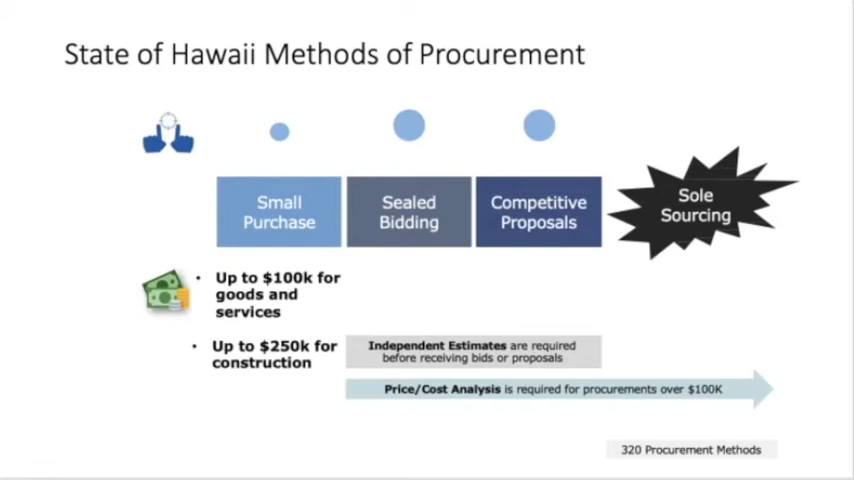 State of Hawaii Methods of Procurement
Small
Purchase
Sealed
Bidding
Competitive
Proposals
Sole
Sourcing
• Up to $100k for
goods and
services
• Up to $250k for
construction
Independent Estimates are required
before receiving bids or proposals
Price/Cost Analysis is required for procurements over $100K
320 Procurement Methods